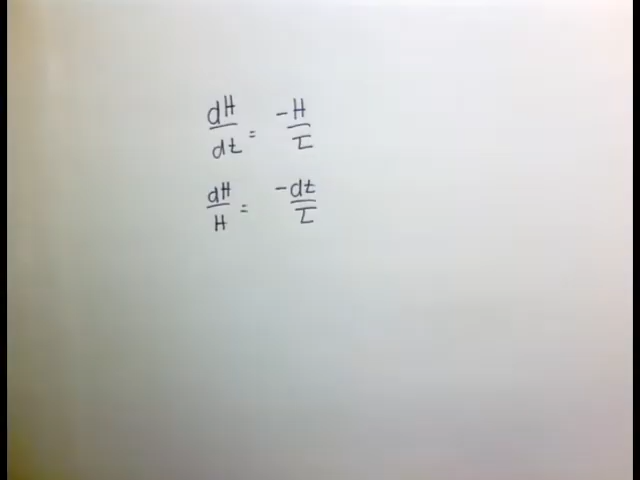 dH/dt = -H/τ
dH/H = -dt/τ